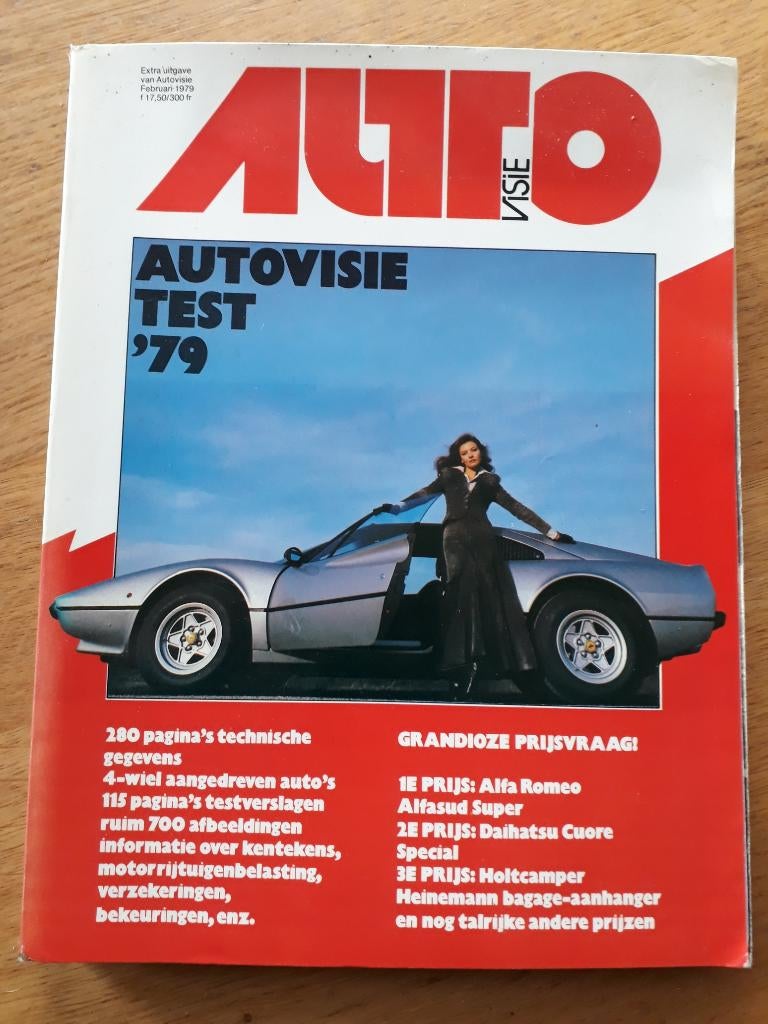 Extra uitgave
van Autovisie
Februari 1979
f 17,50/300 fr
AUTO
ViSiE
AUTOVISIE
TEST
'79
280 pagina's technische
gegevens
4-wiel aangedreven auto's
115 pagina's testverslagen
ruim 700 afbeeldingen
informatie over kentekens,
motorrijtuigenbelasting,
verzekeringen,
bekeuringen, enz.
GRANDIOZE PRIJSVRAAG!
1E PRIJS: Alfa Romeo
Alfasud Super
2E PRIJS: Daihatsu Cuore
Special
3E PRIJS: Holtcamper
Heinemann bagage-aanhanger
en nog talrijke andere prijzen